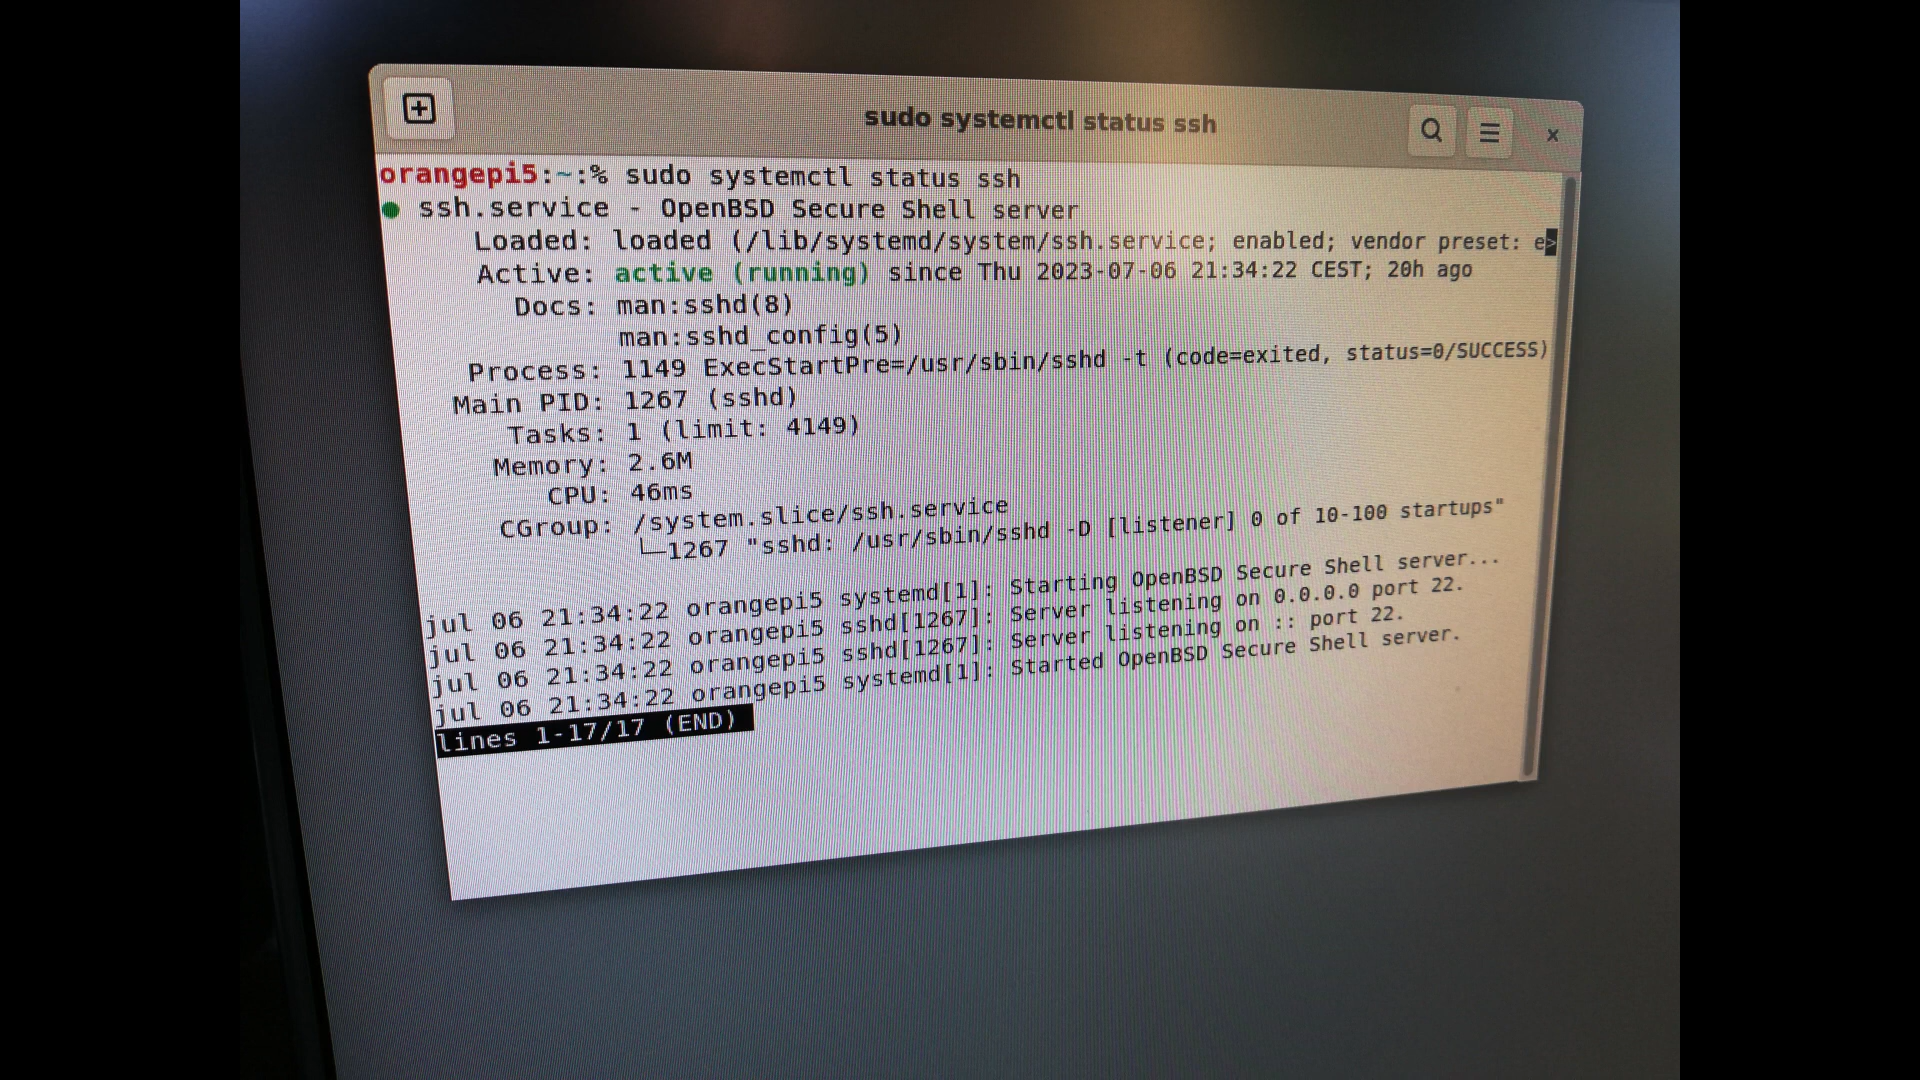 sudo systemctl status ssh
orangepi5:~:% sudo systemctl status ssh
● ssh.service - OpenBSD Secure Shell server
Loaded: loaded (/lib/systemd/system/ssh.service; enabled; vendor preset: e>
Active: active (running) since Thu 2023-07-06 21:34:22 CEST; 20h ago
Docs: man:sshd(8)
man:sshd_config(5)
Process: 1149 ExecStartPre=/usr/sbin/sshd -t (code=exited, status=0/SUCCESS)
Main PID: 1267 (sshd)
Tasks: 1 (limit: 4149)
Memory: 2.6M
CPU: 46ms
CGroup: /system.slice/ssh.service
└─1267 "sshd: /usr/sbin/sshd -D [listener] 0 of 10-100 startups"
jul 06 21:34:22 orangepi5 systemd[1]: Starting OpenBSD Secure Shell server...
jul 06 21:34:22 orangepi5 sshd[1267]: Server listening on 0.0.0.0 port 22.
jul 06 21:34:22 orangepi5 sshd[1267]: Server listening on :: port 22.
jul 06 21:34:22 orangepi5 systemd[1]: Started OpenBSD Secure Shell server.
lines 1-17/17 (END)